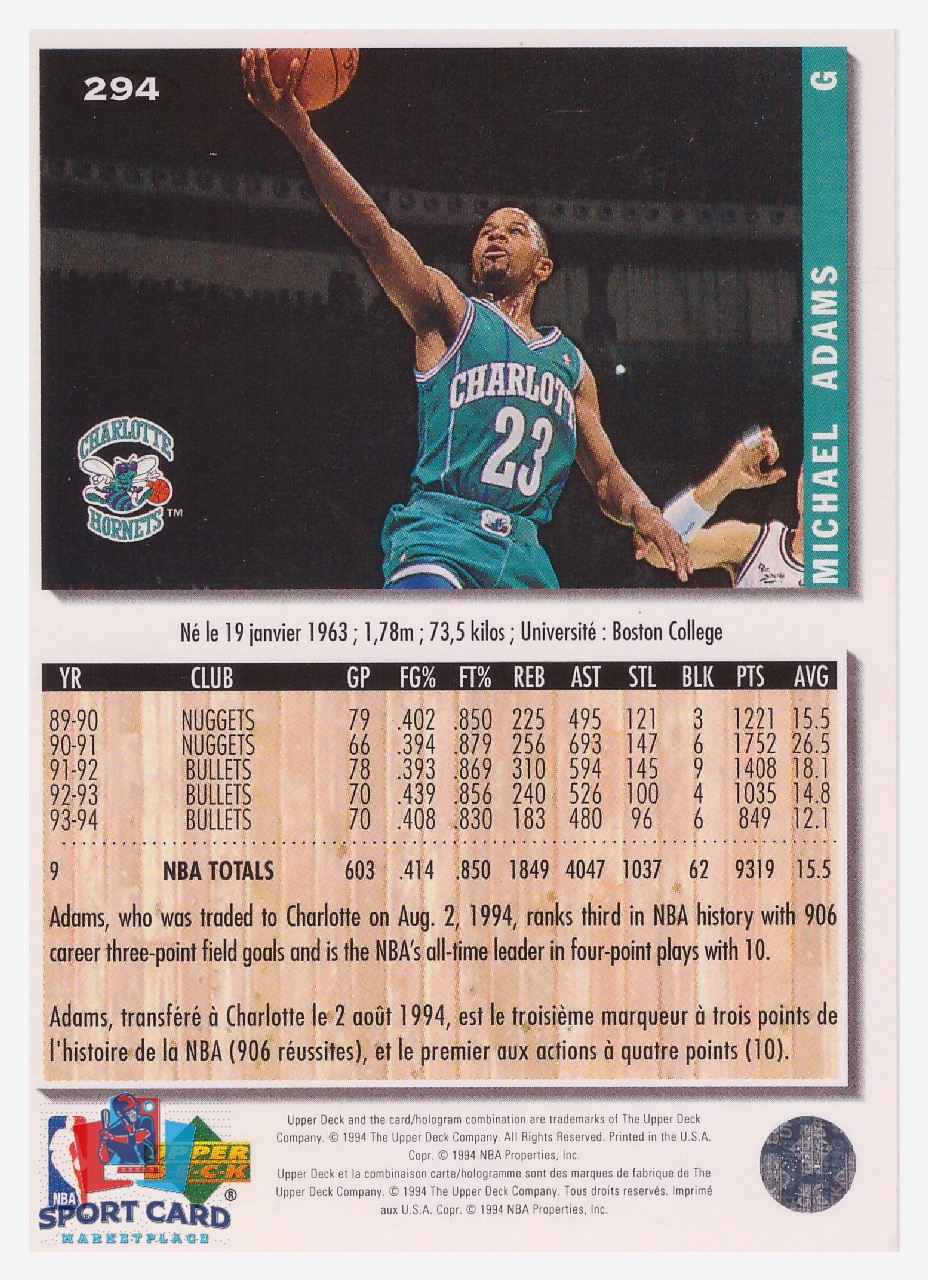 294
G
MICHAEL ADAMS
CHARLOTT
23
CHARLOTTE
HORNETS™
Né le 19 janvier 1963 ; 1,78m ; 73,5 kilos ; Université : Boston College
YR CLUB GP FG% FT% REB AST STL BLK PTS AVG
89-90 NUGGETS 79 .402 .850 225 495 121 3 1221 15.5
90-91 NUGGETS 66 .394 .879 256 693 147 6 1752 26.5
91-92 BULLETS 78 .393 .869 310 594 145 9 1408 18.1
92-93 BULLETS 70 .439 .856 240 526 100 4 1035 14.8
93-94 BULLETS 70 .408 .830 183 480 96 6 849 12.1
9 NBA TOTALS 603 .414 .850 1849 4047 1037 62 9319 15.5
Adams, who was traded to Charlotte on Aug. 2, 1994, ranks third in NBA history with 906
career three-point field goals and is the NBA's all-time leader in four-point plays with 10.
Adams, transféré à Charlotte le 2 août 1994, est le troisième marqueur à trois points de
l'histoire de la NBA (906 réussites), et le premier aux actions à quatre points (10).
Upper Deck and the card/hologram combination are trademarks of The Upper Deck
Company. © 1994 The Upper Deck Company. All Rights Reserved. Printed in the U.S.A.
Copr. © 1994 NBA Properties, Inc.
Upper Deck et la combinaison carte/hologramme sont des marques de fabrique de The
Upper Deck Company. © 1994 The Upper Deck Company. Tous droits reservés. Imprimé
aux U.S.A. Copr. © 1994 NBA Properties, Inc.
NBA
UPPER
DECK
®
SPORT CARD
MARKETPLACE